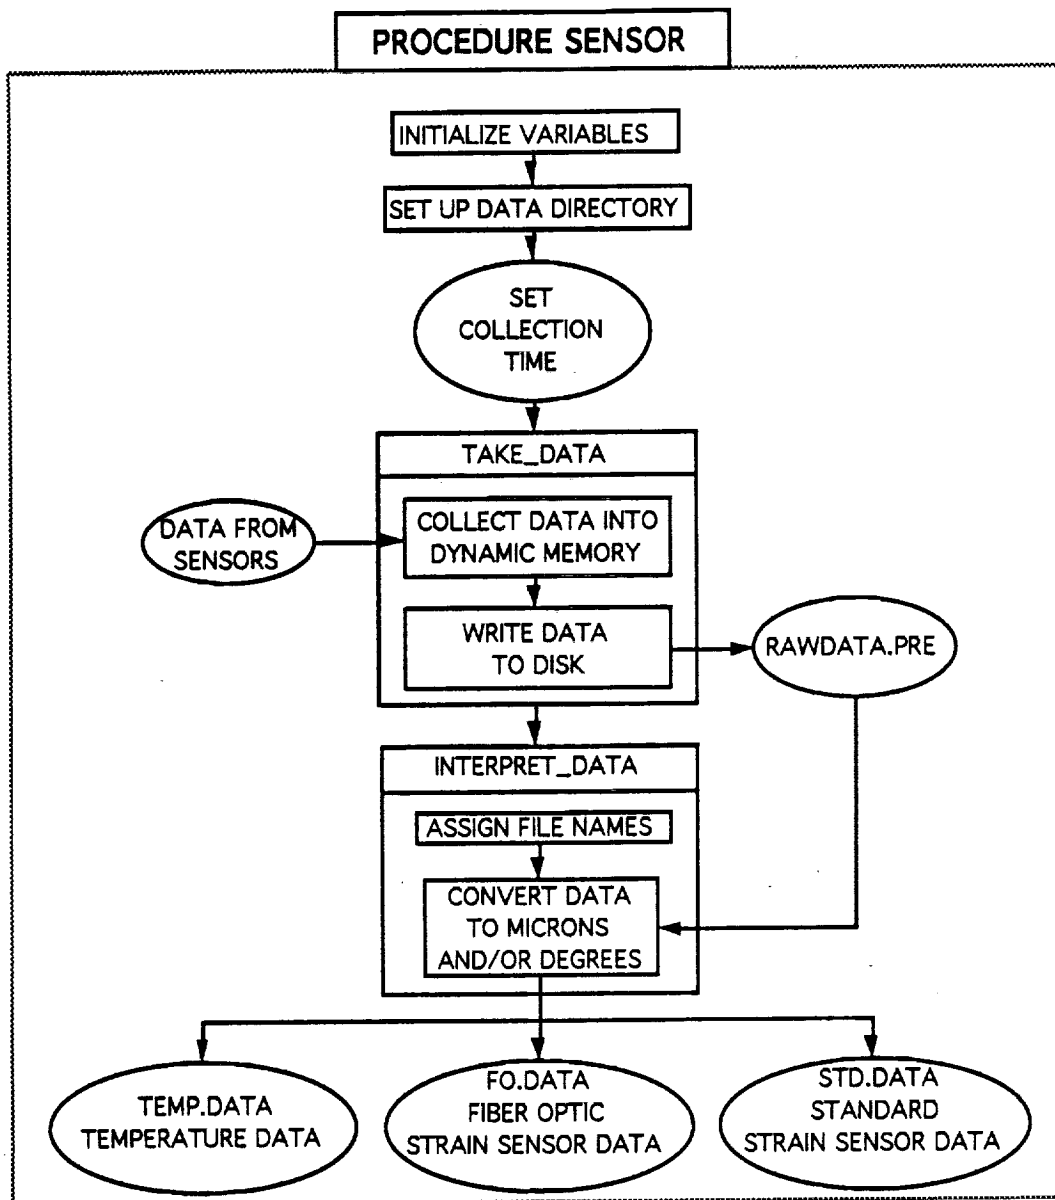 PROCEDURE SENSOR
INITIALIZE VARIABLES
SET UP DATA DIRECTORY
SET
COLLECTION
TIME
TAKE_DATA
DATA FROM
SENSORS
COLLECT DATA INTO
DYNAMIC MEMORY
WRITE DATA
TO DISK
RAWDATA.PRE
INTERPRET_DATA
ASSIGN FILE NAMES
CONVERT DATA
TO MICRONS
AND/OR DEGREES
TEMP.DATA
TEMPERATURE DATA
FO.DATA
FIBER OPTIC
STRAIN SENSOR DATA
STD.DATA
STANDARD
STRAIN SENSOR DATA